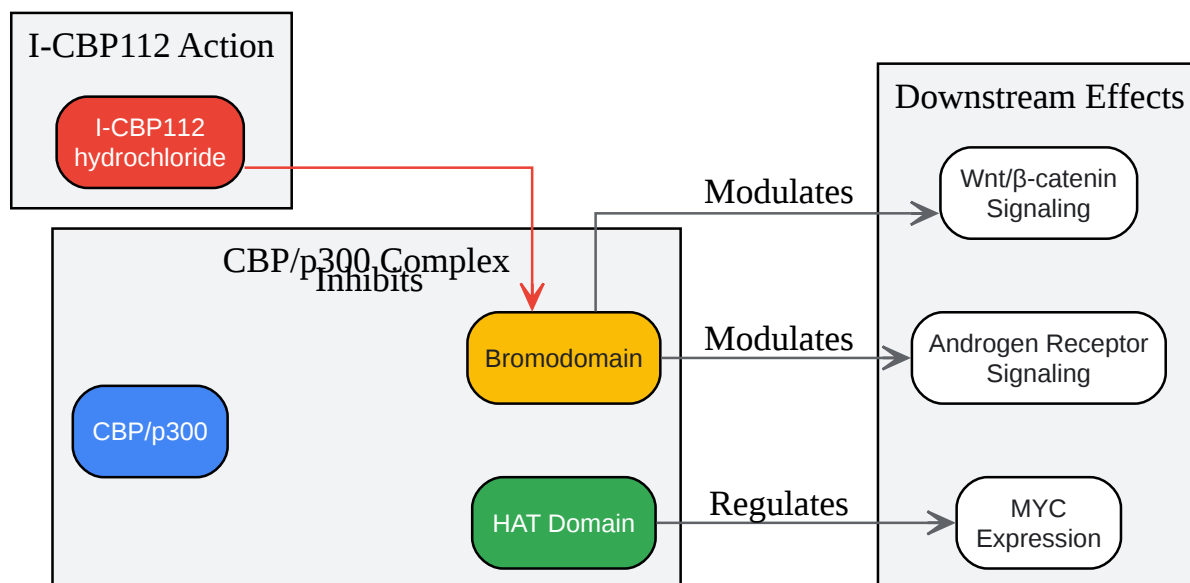 I-CBP112 Action
I-CBP112
hydrochloride
Downstream Effects
Modulates
Wnt/β-catenin
Signaling
CBP/p300 Complex
Inhibits
Bromodomain
Modulates
Androgen Receptor
Signaling
CBP/p300
HAT Domain
Regulates
MYC
Expression